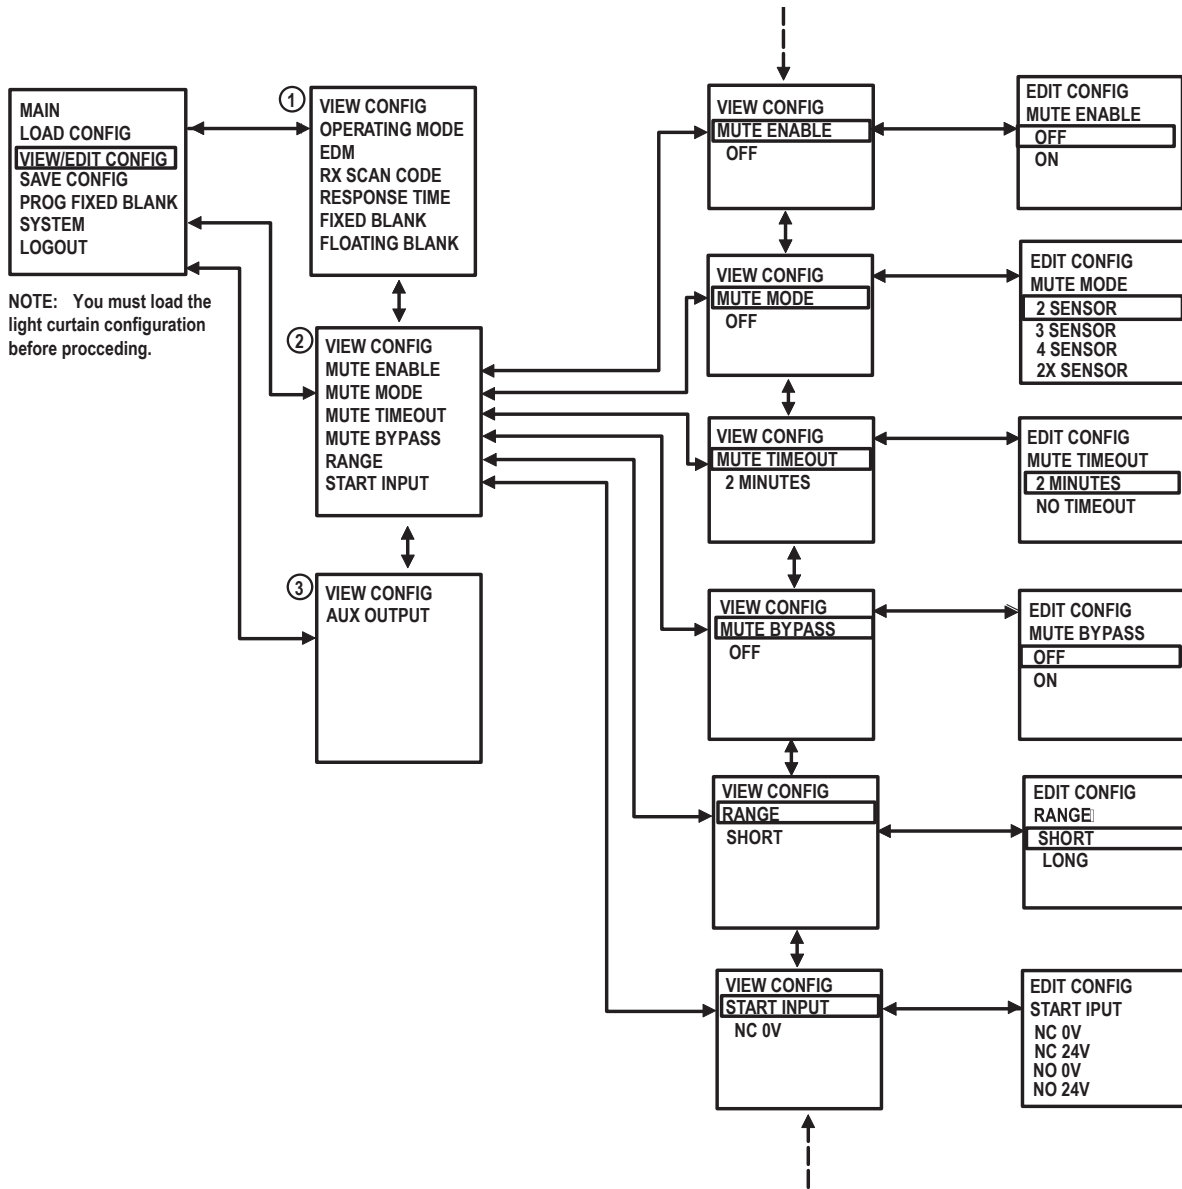 MAIN
LOAD CONFIG
VIEW/EDIT CONFIG
SAVE CONFIG
PROG FIXED BLANK
SYSTEM
LOGOUT
NOTE: You must load the
light curtain configuration
before procceding.
1
VIEW CONFIG
OPERATING MODE
EDM
RX SCAN CODE
RESPONSE TIME
FIXED BLANK
FLOATING BLANK
2
VIEW CONFIG
MUTE ENABLE
MUTE MODE
MUTE TIMEOUT
MUTE BYPASS
RANGE
START INPUT
3
VIEW CONFIG
AUX OUTPUT
VIEW CONFIG
MUTE ENABLE
OFF
EDIT CONFIG
MUTE ENABLE
OFF
ON
VIEW CONFIG
MUTE MODE
OFF
EDIT CONFIG
MUTE MODE
2 SENSOR
3 SENSOR
4 SENSOR
2X SENSOR
VIEW CONFIG
MUTE TIMEOUT
2 MINUTES
EDIT CONFIG
MUTE TIMEOUT
2 MINUTES
NO TIMEOUT
VIEW CONFIG
MUTE BYPASS
OFF
EDIT CONFIG
MUTE BYPASS
OFF
ON
VIEW CONFIG
RANGE
SHORT
EDIT CONFIG
RANGE
SHORT
LONG
VIEW CONFIG
START INPUT
NC 0V
EDIT CONFIG
START IPUT
NC 0V
NC 24V
NO 0V
NO 24V